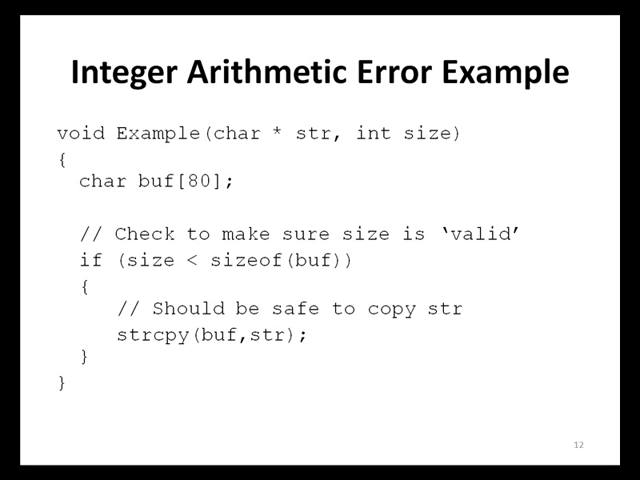 Integer Arithmetic Error Example
void Example(char * str, int size)
{
char buf[80];
// Check to make sure size is ‘valid’
if (size < sizeof(buf))
{
// Should be safe to copy str
strcpy(buf,str);
}
}
12